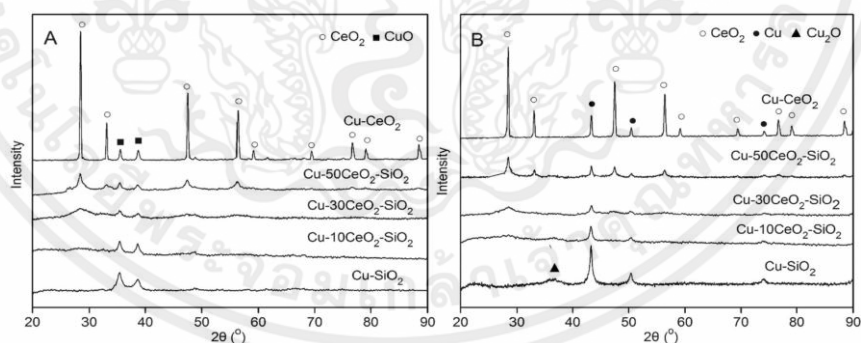 A
○ CeO₂ ■ CuO
Cu-CeO₂
Cu-50CeO₂-SiO₂
Cu-30CeO₂-SiO₂
Cu-10CeO₂-SiO₂
Cu-SiO₂
Intensity
20 30 40 50 60 70 80 90
2θ (°)
B
○ CeO₂ ● Cu ▲ Cu₂O
Cu-CeO₂
Cu-50CeO₂-SiO₂
Cu-30CeO₂-SiO₂
Cu-10CeO₂-SiO₂
Cu-SiO₂
Intensity
20 30 40 50 60 70 80 90
2θ (°)